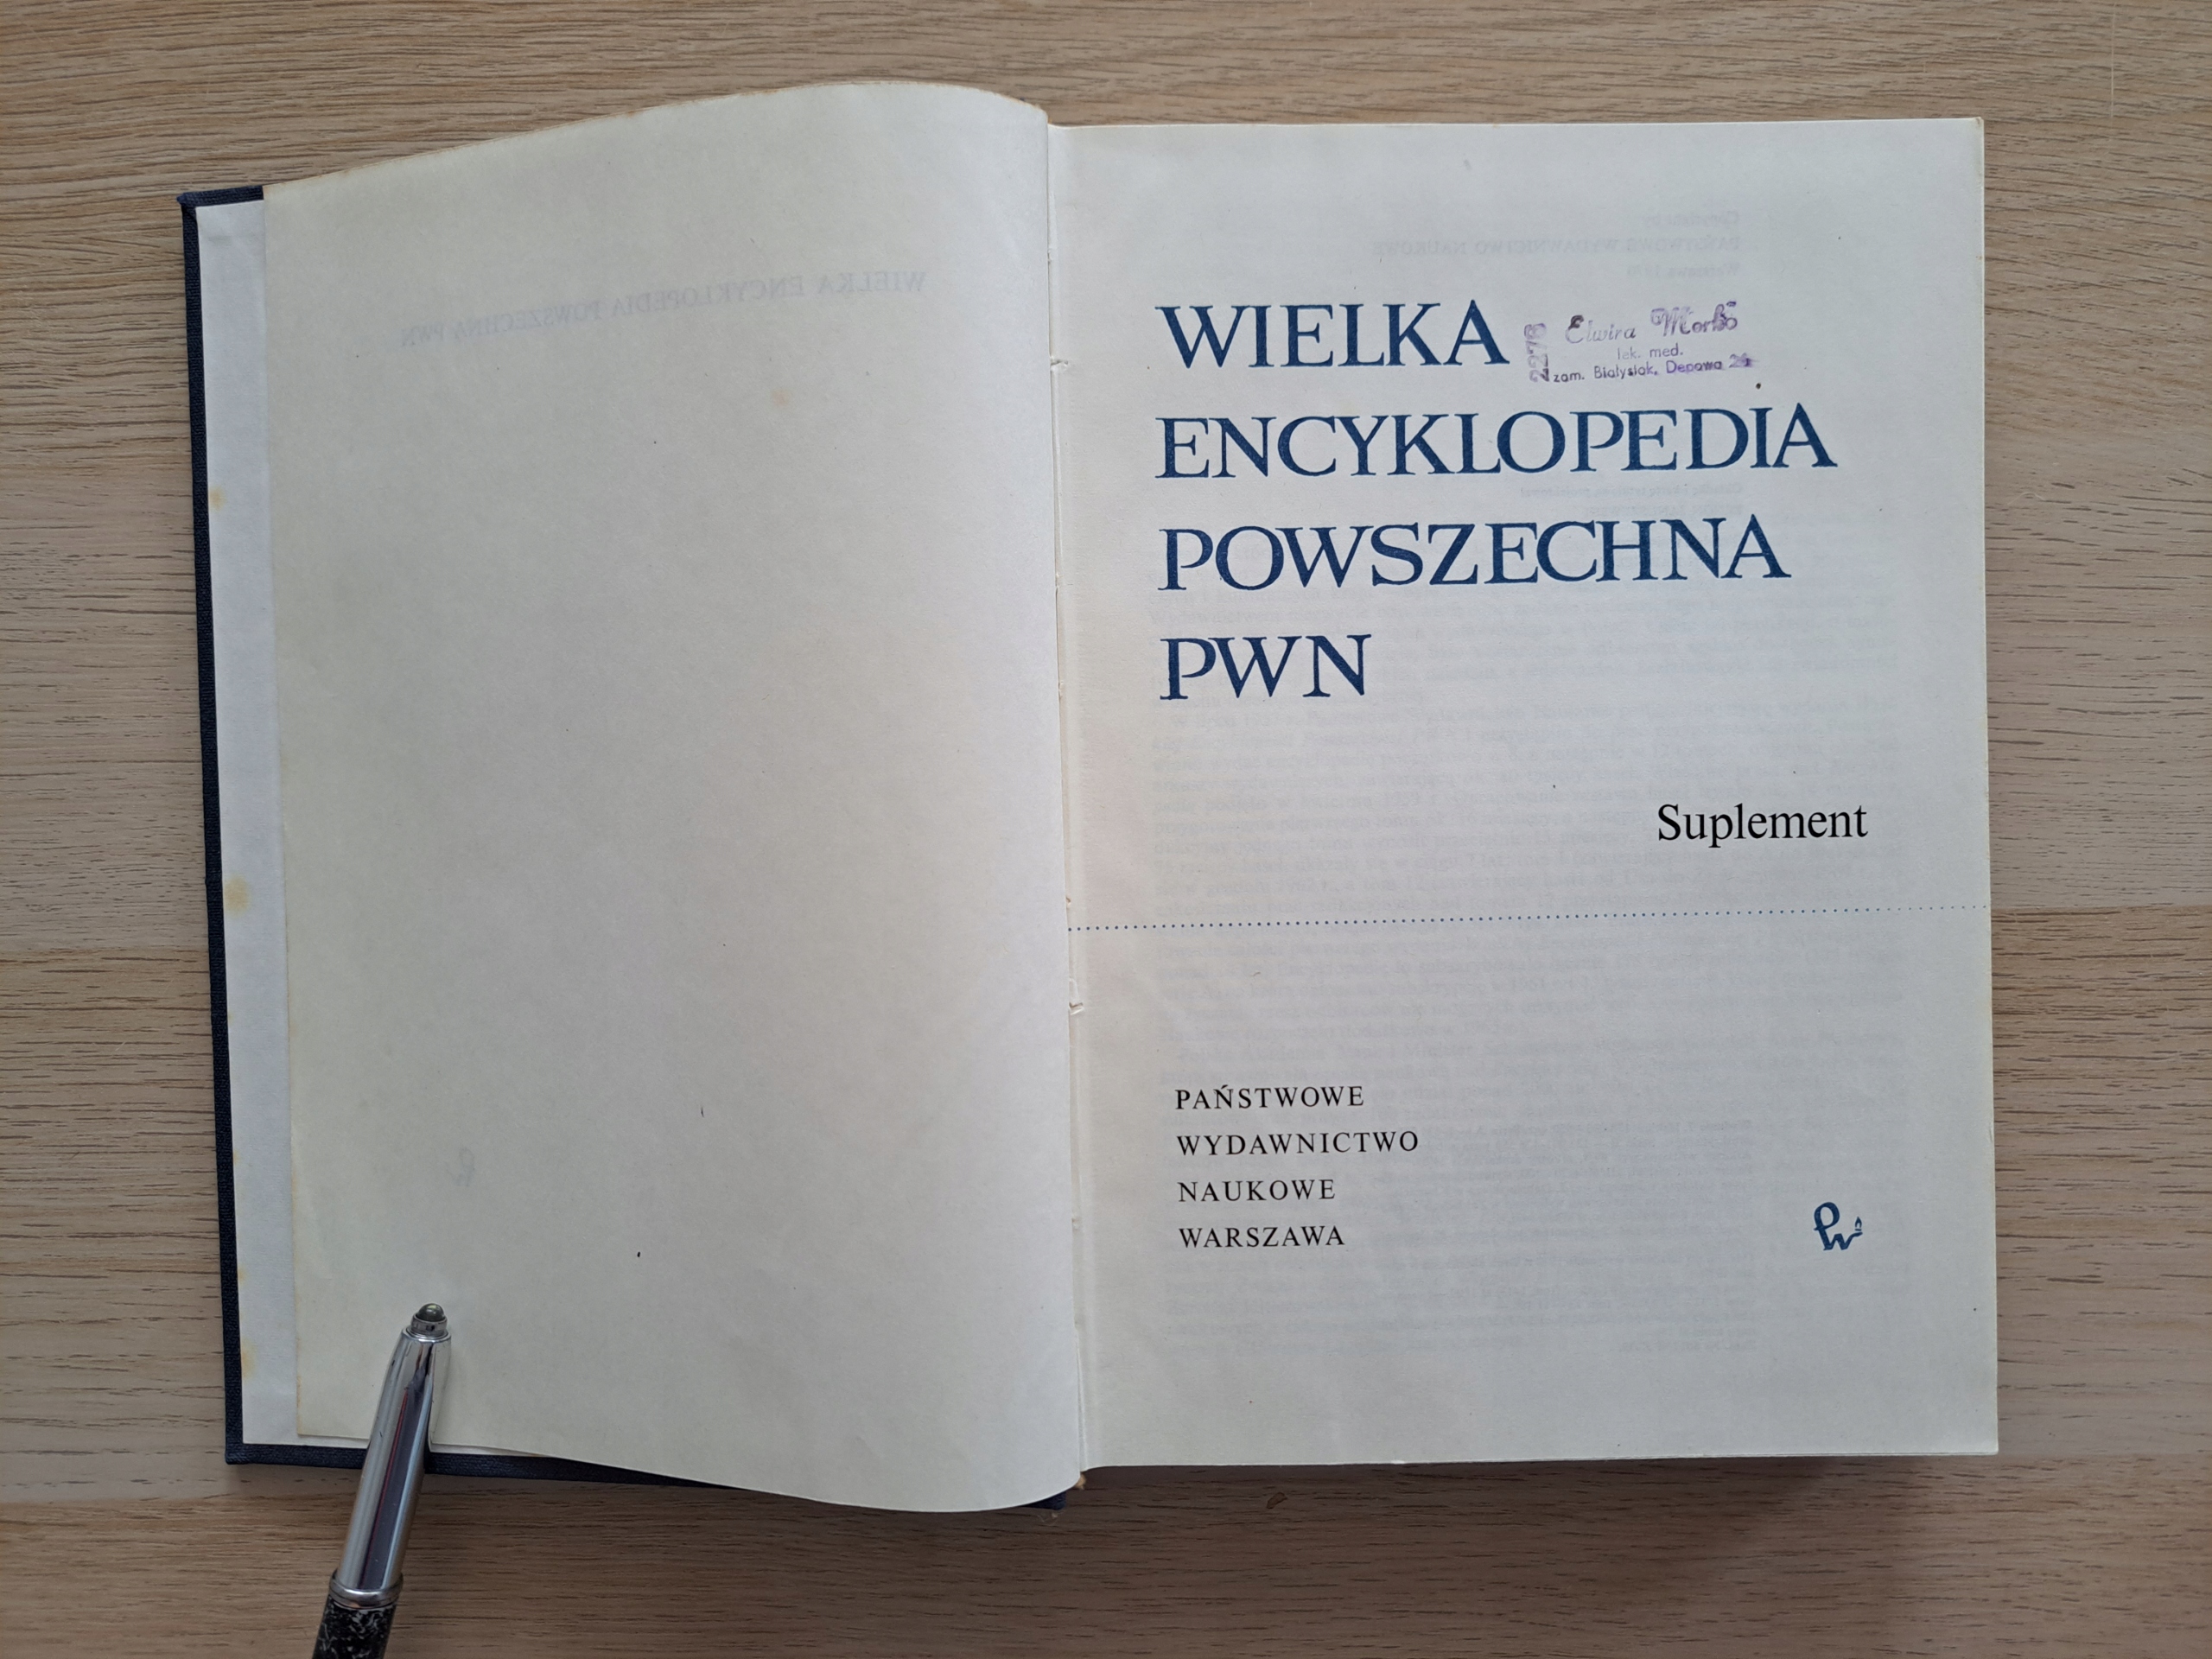 WIELKA ENCYKLOPEDIA POWSZECHNA PWN
WIELKA
ENCYKLOPEDIA
POWSZECHNA
PWN
2278
Elwira
lek. med.
zam. Białystok, Depowa
Suplement
PAŃSTWOWE
WYDAWNICTWO
NAUKOWE
WARSZAWA